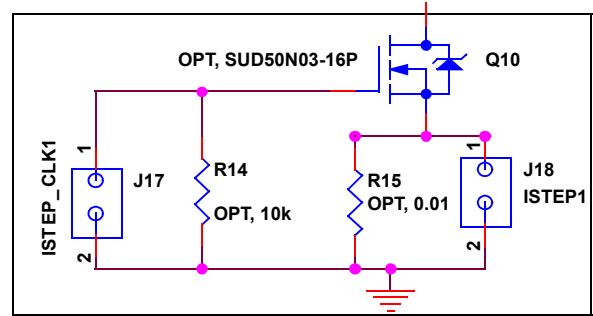 OPT, SUD50N03-16P
Q10
ISTEP_CLK1
1
2
J17
R14
OPT, 10k
R15
OPT, 0.01
1
2
J18
ISTEP1